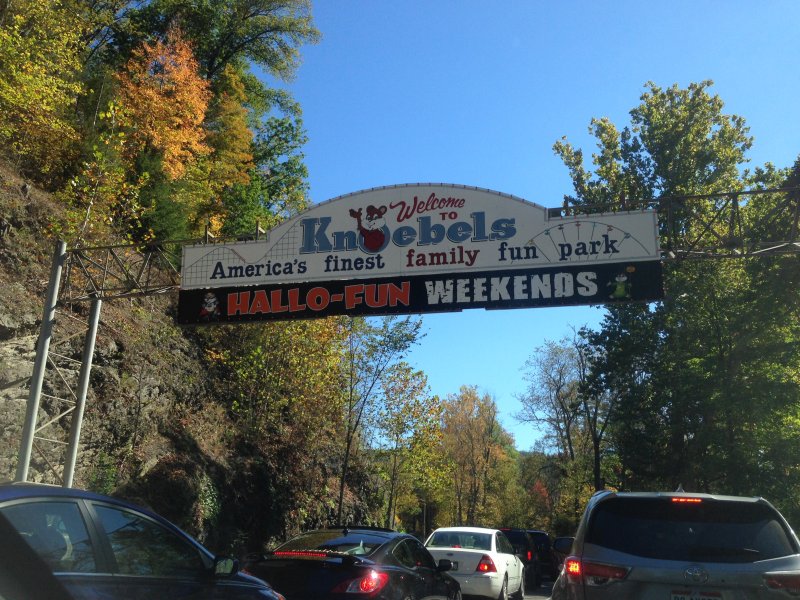 Welcome
TO
Knoebels
America's finest family fun park
HALLO-FUN WEEKENDS